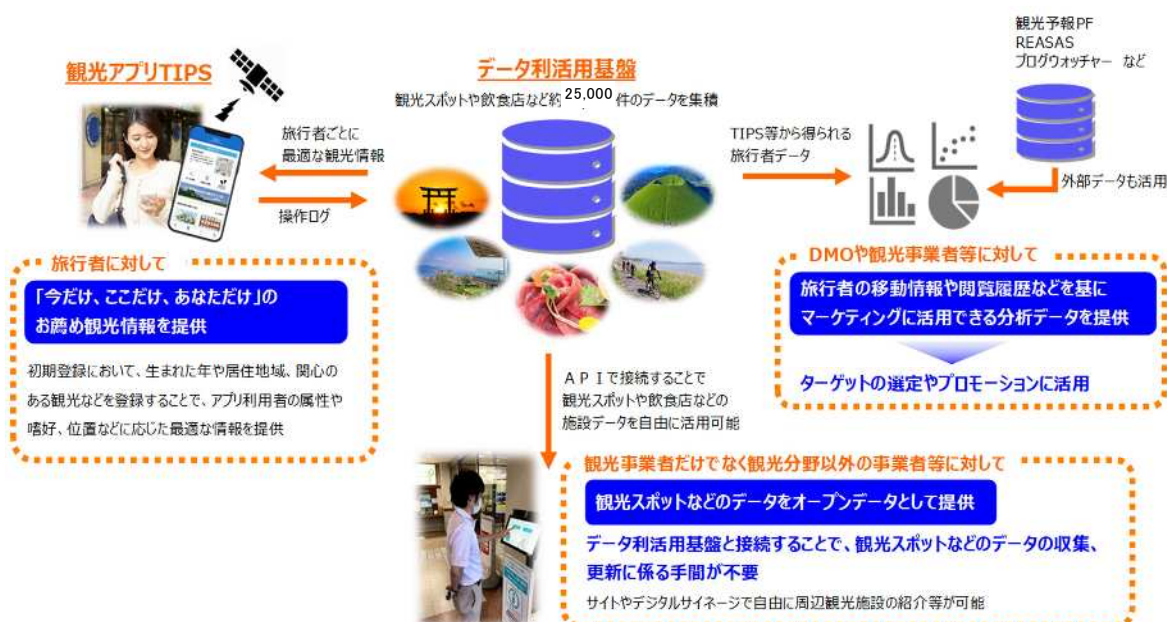 観光アプリTIPS
旅行者ごとに
最適な観光情報
操作ログ
データ利活用基盤
観光スポットや飲食店など約25,000件のデータを集積
TIPS等から得られる
旅行者データ
観光予報PF
REASAS
ブログウォッチャー など
外部データも活用
旅行者に対して
「今だけ、ここだけ、あなただけ」の
お薦め観光情報を提供
初期登録において、生まれた年や居住地域、関心の
ある観光などを登録することで、アプリ利用者の属性や
嗜好、位置などに応じた最適な情報を提供
DMOや観光事業者等に対して
旅行者の移動情報や閲覧履歴などを基に
マーケティングに活用できる分析データを提供
ターゲットの選定やプロモーションに活用
APIで接続することで
観光スポットや飲食店などの
施設データを自由に活用可能
観光事業者だけでなく観光分野以外の事業者等に対して
観光スポットなどのデータをオープンデータとして提供
データ利活用基盤と接続することで、観光スポットなどのデータの収集、
更新に係る手間が不要
サイトやデジタルサイネージで自由に周辺観光施設の紹介等が可能